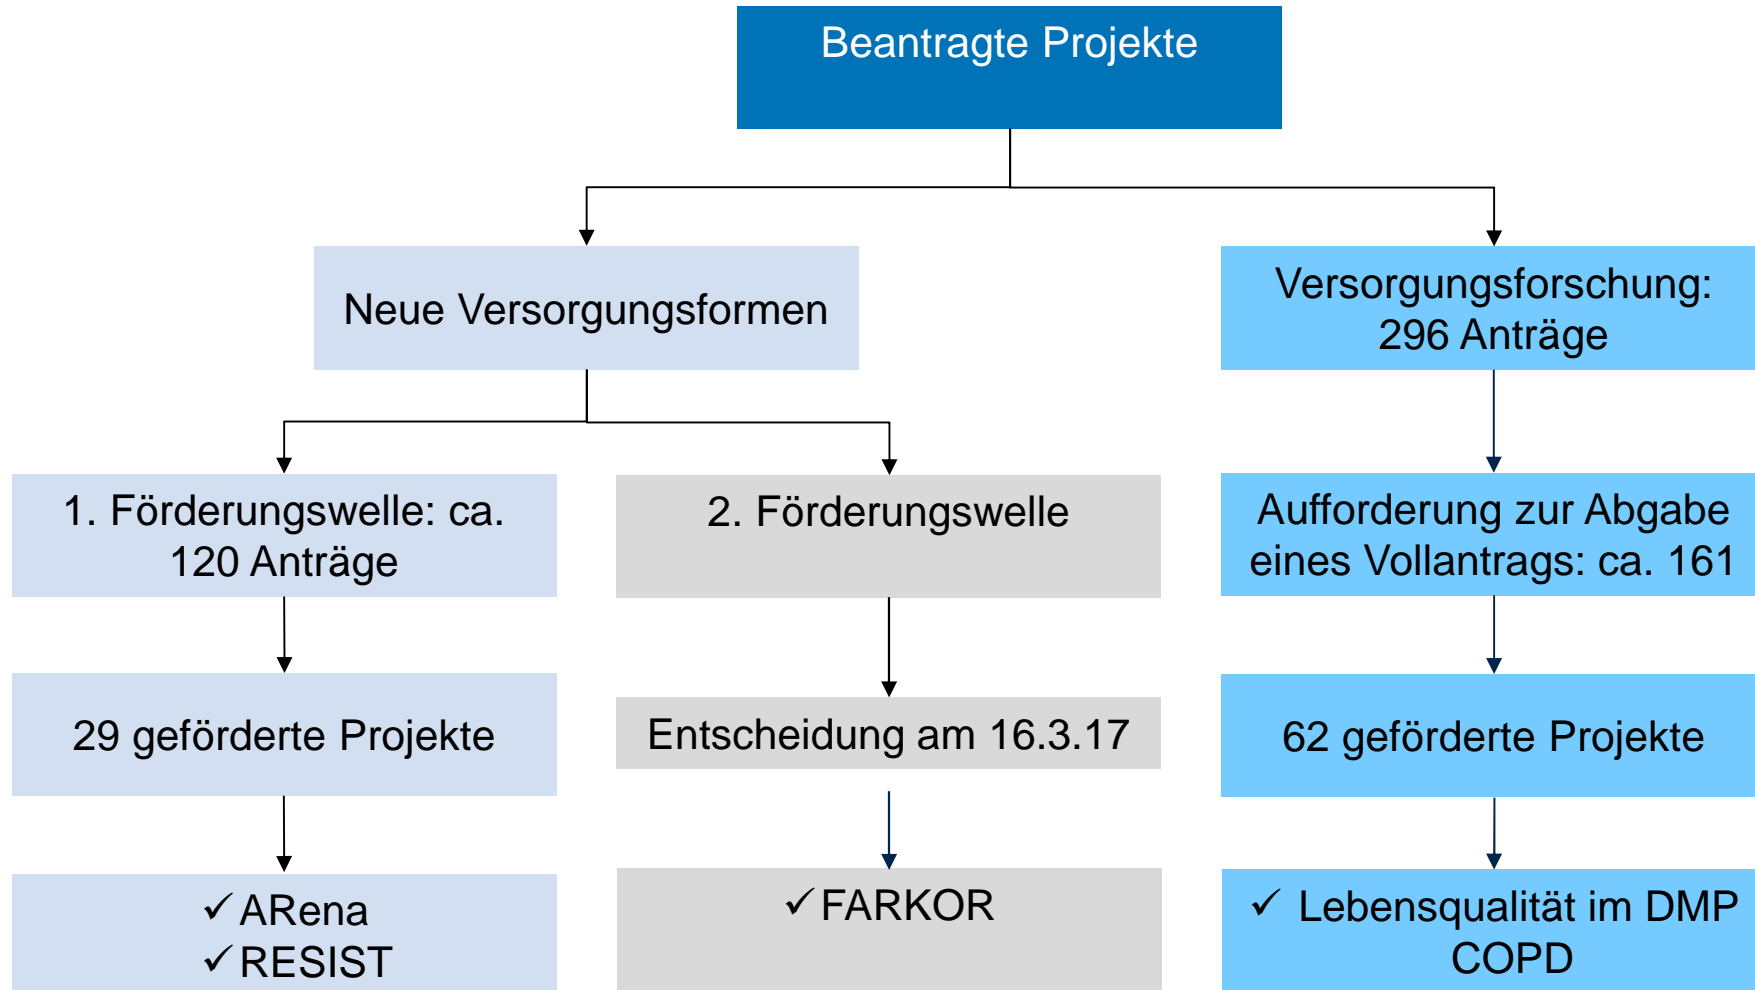 Beantragte Projekte
Neue Versorgungsformen
Versorgungsforschung:
296 Anträge
1. Förderungswelle: ca.
120 Anträge
2. Förderungswelle
Aufforderung zur Abgabe
eines Vollantrags: ca. 161
29 geförderte Projekte
Entscheidung am 16.3.17
62 geförderte Projekte
✓ ARena
✓ RESIST
✓ FARKOR
✓ Lebensqualität im DMP
COPD